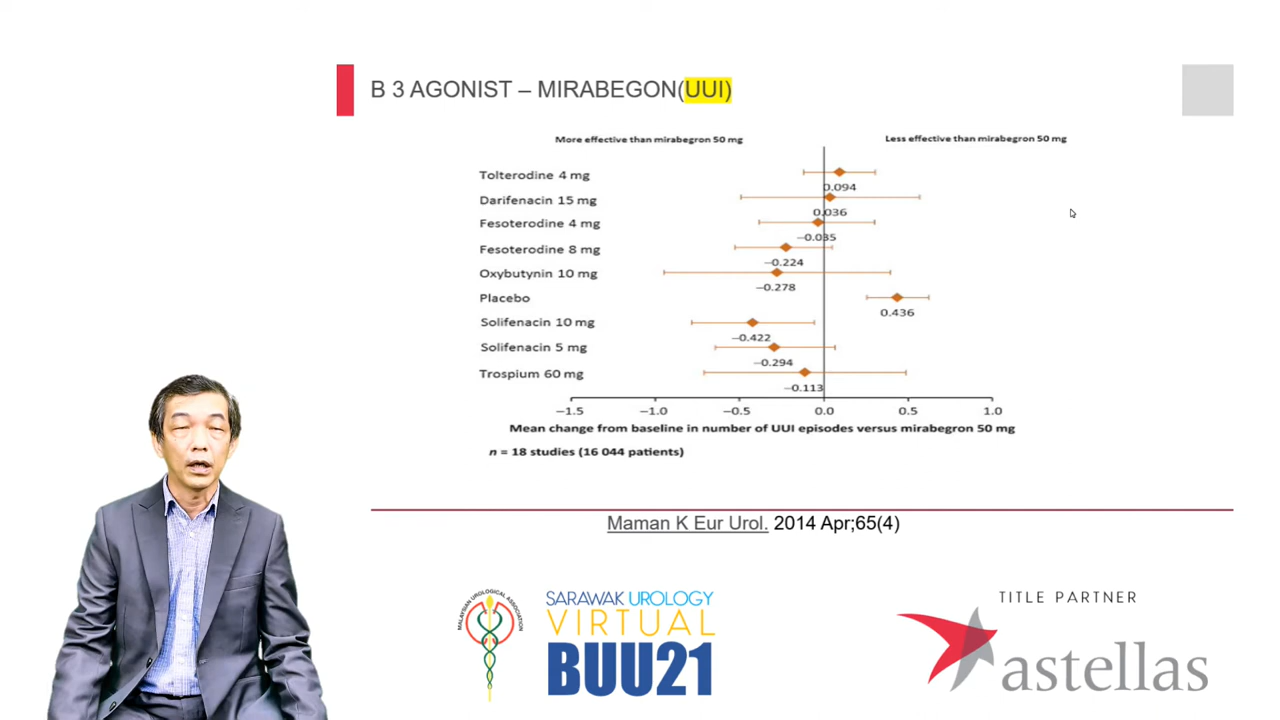 B 3 AGONIST – MIRABEGON(UUI)
More effective than mirabegron 50 mg
Less effective than mirabegron 50 mg
Tolterodine 4 mg
0.094
Darifenacin 15 mg
0.036
Fesoterodine 4 mg
−0.035
Fesoterodine 8 mg
−0.224
Oxybutynin 10 mg
−0.278
Placebo
0.436
Solifenacin 10 mg
−0.422
Solifenacin 5 mg
−0.294
Trospium 60 mg
−0.113
−1.5 −1.0 −0.5 0.0 0.5 1.0
Mean change from baseline in number of UUI episodes versus mirabegron 50 mg
n = 18 studies (16 044 patients)
Maman K Eur Urol. 2014 Apr;65(4)
MALAYSIAN UROLOGICAL ASSOCIATION
SARAWAK UROLOGY
VIRTUAL
BUU21
TITLE PARTNER
astellas